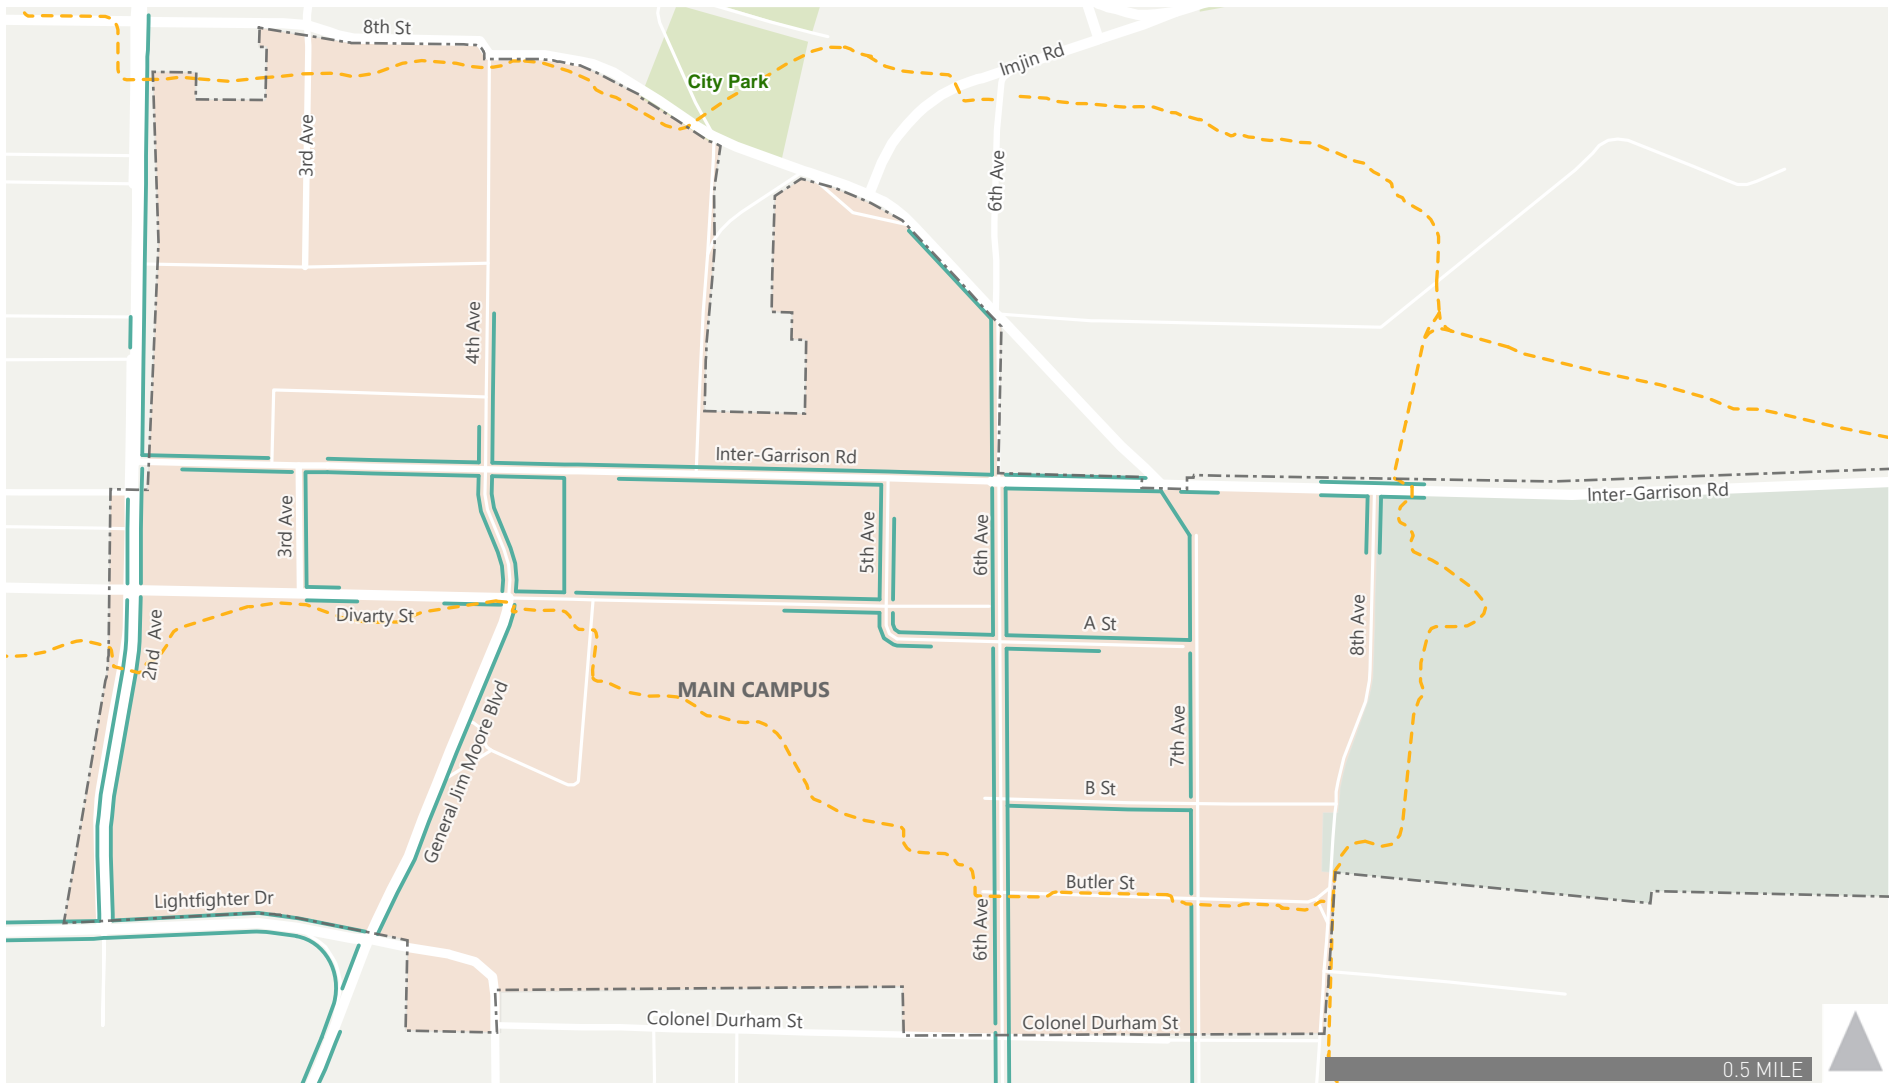 8th St
Imjin Rd
City Park
3rd Ave
6th Ave
4th Ave
Inter-Garrison Rd
Inter-Garrison Rd
3rd Ave
5th Ave
6th Ave
Divarty St
2nd Ave
A St
8th Ave
MAIN CAMPUS
General Jim Moore Blvd
7th Ave
B St
Butler St
Lightfighter Dr
6th Ave
Colonel Durham St
Colonel Durham St
0.5 MILE